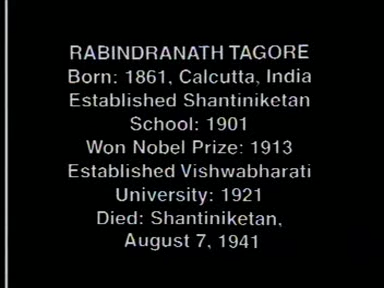 RABINDRANATH TAGORE
Born: 1861, Calcutta, India
Established Shantiniketan
School: 1901
Won Nobel Prize: 1913
Established Vishwabharati
University: 1921
Died: Shantiniketan,
August 7, 1941